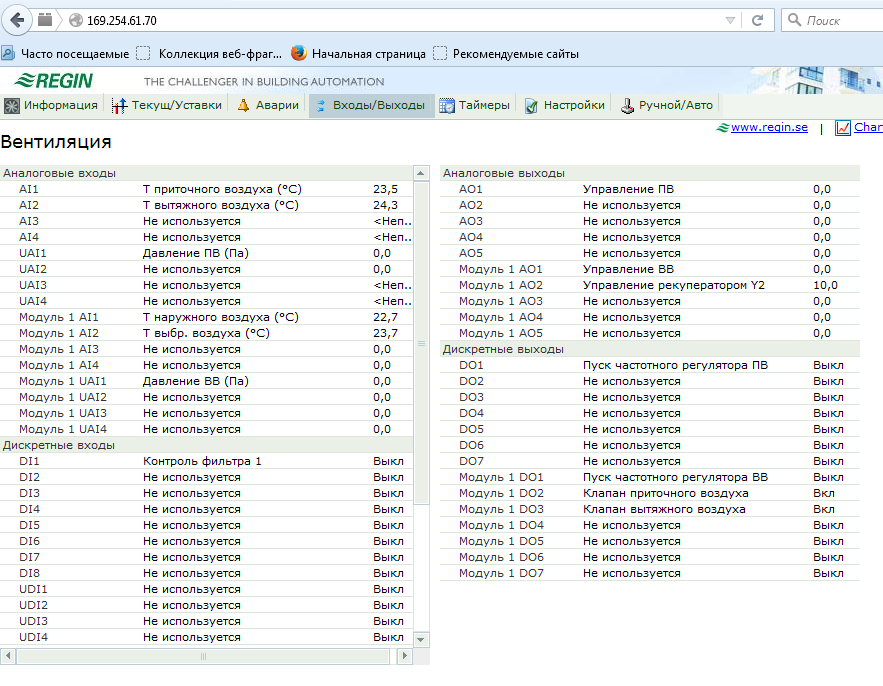 169.254.61.70
Поиск
Часто посещаемые
Коллекция веб-фраг...
Начальная страница
Рекомендуемые сайты
REGIN
THE CHALLENGER IN BUILDING AUTOMATION
Информация
Текущ/Уставки
Аварии
Входы/Выходы
Таймеры
Настройки
Ручной/Авто
www.regin.se | Char
Вентиляция
Аналоговые входы
AI1 Т приточного воздуха (°C) 23,5
AI2 Т вытяжного воздуха (°C) 24,3
AI3 Не используется <Неп..
AI4 Не используется <Неп..
UAI1 Давление ПВ (Па) 0,0
UAI2 Не используется 0,0
UAI3 Не используется <Неп..
UAI4 Не используется <Неп..
Модуль 1 AI1 Т наружного воздуха (°C) 22,7
Модуль 1 AI2 Т выбр. воздуха (°C) 23,7
Модуль 1 AI3 Не используется 0,0
Модуль 1 AI4 Не используется 0,0
Модуль 1 UAI1 Давление ВВ (Па) 0,0
Модуль 1 UAI2 Не используется 0,0
Модуль 1 UAI3 Не используется 0,0
Модуль 1 UAI4 Не используется 0,0
Дискретные входы
DI1 Контроль фильтра 1 Выкл
DI2 Не используется Выкл
DI3 Не используется Выкл
DI4 Не используется Выкл
DI5 Не используется Выкл
DI6 Не используется Выкл
DI7 Не используется Выкл
DI8 Не используется Выкл
UDI1 Не используется Выкл
UDI2 Не используется Выкл
UDI3 Не используется Выкл
UDI4 Не используется Выкл
Аналоговые выходы
AO1 Управление ПВ 0,0
AO2 Не используется 0,0
AO3 Не используется 0,0
AO4 Не используется 0,0
AO5 Не используется 0,0
Модуль 1 AO1 Управление ВВ 0,0
Модуль 1 AO2 Управление рекуператором Y2 10,0
Модуль 1 AO3 Не используется 0,0
Модуль 1 AO4 Не используется 0,0
Модуль 1 AO5 Не используется 0,0
Дискретные выходы
DO1 Пуск частотного регулятора ПВ Выкл
DO2 Не используется Выкл
DO3 Не используется Выкл
DO4 Не используется Выкл
DO5 Не используется Выкл
DO6 Не используется Выкл
DO7 Не используется Выкл
Модуль 1 DO1 Пуск частотного регулятора ВВ Выкл
Модуль 1 DO2 Клапан приточного воздуха Вкл
Модуль 1 DO3 Клапан вытяжного воздуха Вкл
Модуль 1 DO4 Не используется Выкл
Модуль 1 DO5 Не используется Выкл
Модуль 1 DO6 Не используется Выкл
Модуль 1 DO7 Не используется Выкл